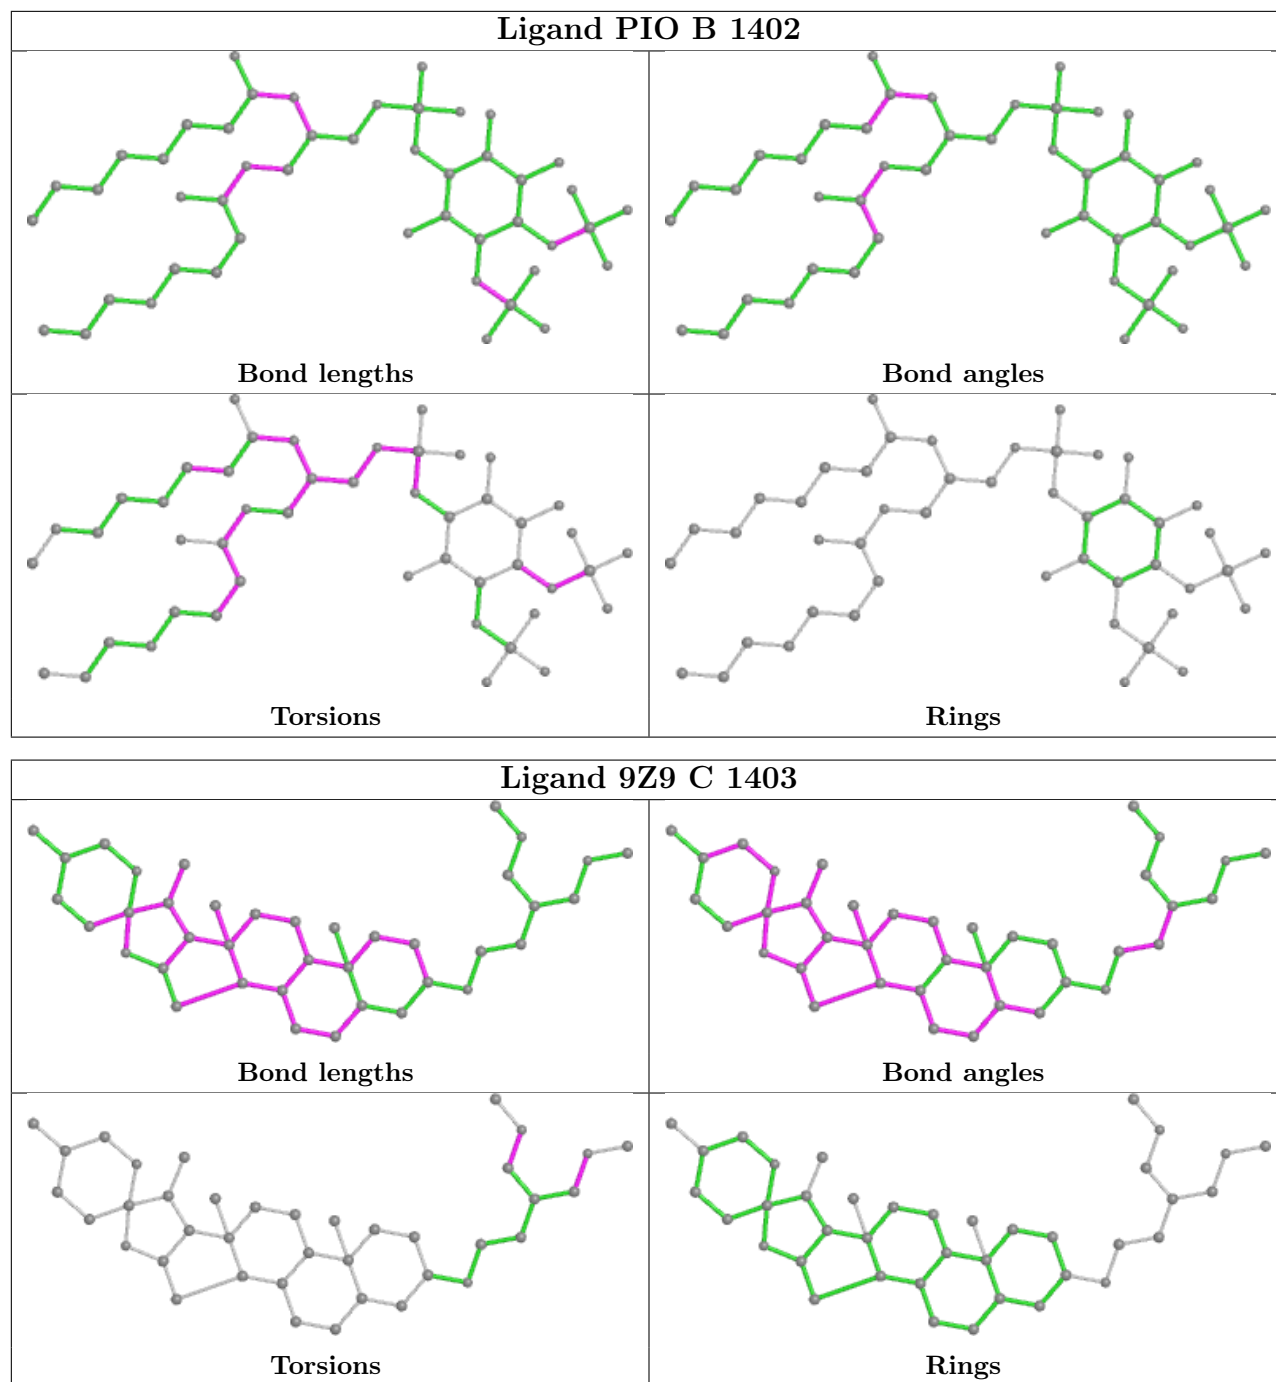 Ligand PIO B 1402
Bond lengths
Bond angles
Torsions
Rings
Ligand 9Z9 C 1403
Bond lengths
Bond angles
Torsions
Rings